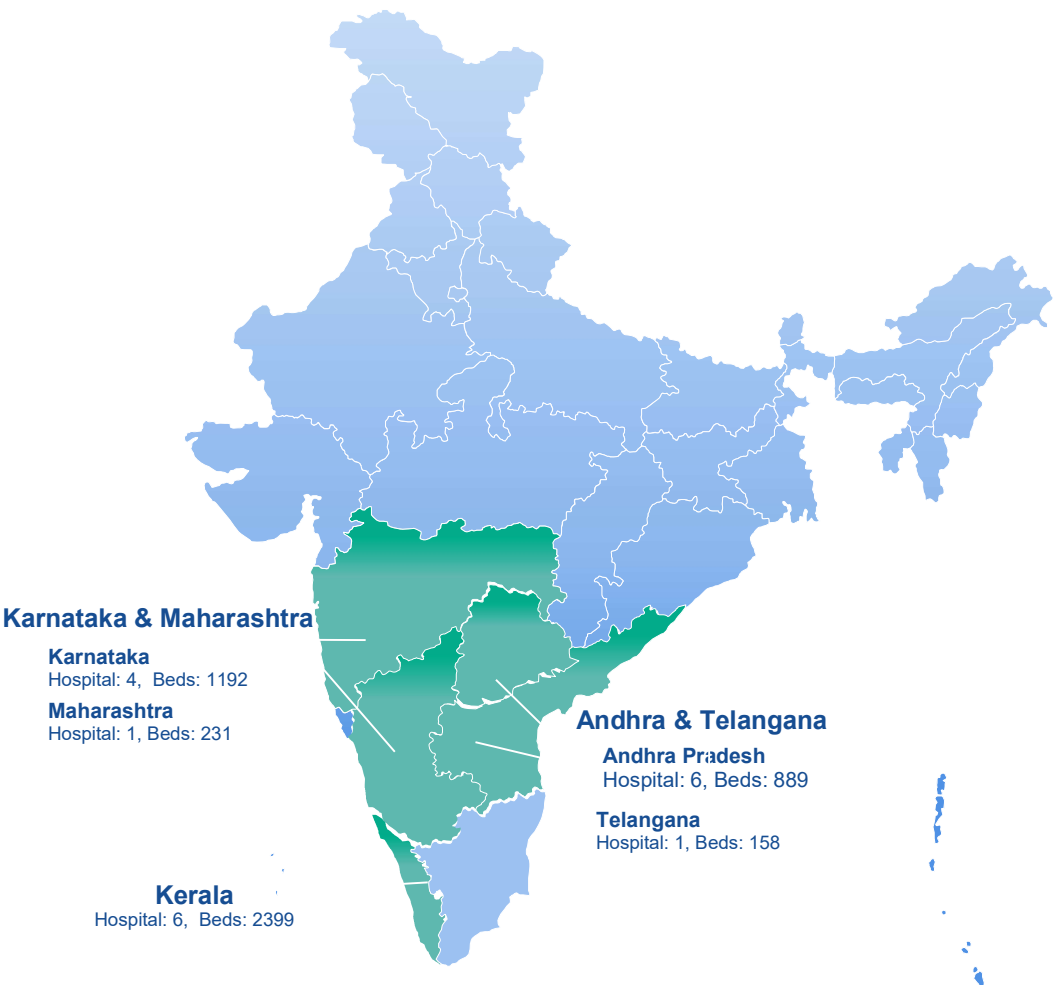 Karnataka & Maharashtra
Karnataka
Hospital: 4, Beds: 1192
Maharashtra
Hospital: 1, Beds: 231
Andhra & Telangana
Andhra Pradesh
Hospital: 6, Beds: 889
Telangana
Hospital: 1, Beds: 158
Kerala
Hospital: 6, Beds: 2399